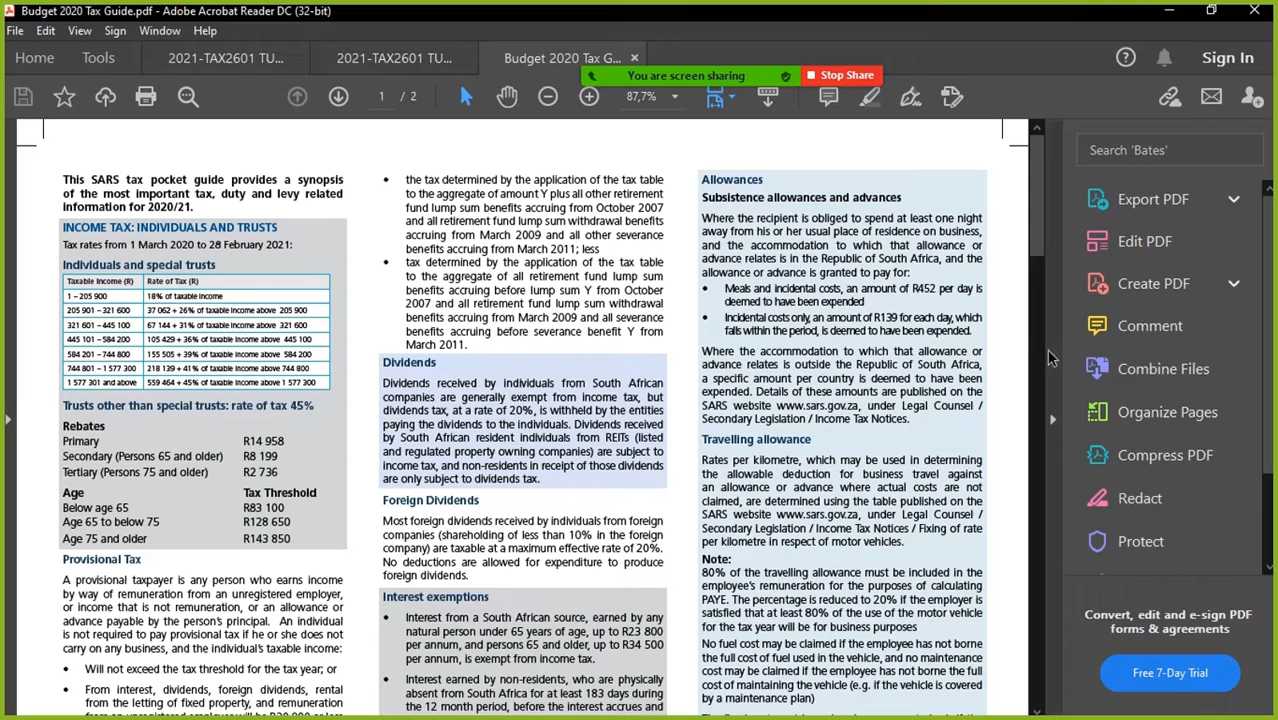 Budget 2020 Tax Guide.pdf - Adobe Acrobat Reader DC (32-bit)
File Edit View Sign Window Help
Home Tools 2021-TAX2601 TU... 2021-TAX2601 TU... Budget 2020 Tax G... Sign In
You are screen sharing Stop Share
1 / 2 87,7%
This SARS tax pocket guide provides a synopsis
of the most important tax, duty and levy related
information for 2020/21.
INCOME TAX: INDIVIDUALS AND TRUSTS
Tax rates from 1 March 2020 to 28 February 2021:
Individuals and special trusts
Taxable Income (R) Rate of Tax (R)
1 – 205 900 18% of taxable income
205 901 – 321 600 37 062 + 26% of taxable income above 205 900
321 601 – 445 100 67 144 + 31% of taxable income above 321 600
445 101 – 584 200 105 429 + 36% of taxable income above 445 100
584 201 – 744 800 155 505 + 39% of taxable income above 584 200
744 801 – 1 577 300 218 139 + 41% of taxable income above 744 800
1 577 301 and above 559 464 + 45% of taxable income above 1 577 300
Trusts other than special trusts: rate of tax 45%
Rebates
Primary R14 958
Secondary (Persons 65 and older) R8 199
Tertiary (Persons 75 and older) R2 736
Age Tax Threshold
Below age 65 R83 100
Age 65 to below 75 R128 650
Age 75 and older R143 850
Provisional Tax
A provisional taxpayer is any person who earns income
by way of remuneration from an unregistered employer,
or income that is not remuneration, or an allowance or
advance payable by the person's principal. An individual
is not required to pay provisional tax if he or she does not
carry on any business, and the individual's taxable income:
• Will not exceed the tax threshold for the tax year; or
• From interest, dividends, foreign dividends, rental
from the letting of fixed property, and remuneration
• the tax determined by the application of the tax table
to the aggregate of amount Y plus all other retirement
fund lump sum benefits accruing from October 2007
and all retirement fund lump sum withdrawal benefits
accruing from March 2009 and all other severance
benefits accruing from March 2011; less
• tax determined by the application of the tax table
to the aggregate of all retirement fund lump sum
benefits accruing before lump sum Y from October
2007 and all retirement fund lump sum withdrawal
benefits accruing from March 2009 and all severance
benefits accruing before severance benefit Y from
March 2011.
Dividends
Dividends received by individuals from South African
companies are generally exempt from income tax, but
dividends tax, at a rate of 20%, is withheld by the entities
paying the dividends to the individuals. Dividends received
by South African resident individuals from REITs (listed
and regulated property owning companies) are subject to
income tax, and non-residents in receipt of those dividends
are only subject to dividends tax.
Foreign Dividends
Most foreign dividends received by individuals from foreign
companies (shareholding of less than 10% in the foreign
company) are taxable at a maximum effective rate of 20%.
No deductions are allowed for expenditure to produce
foreign dividends.
Interest exemptions
• Interest from a South African source, earned by any
natural person under 65 years of age, up to R23 800
per annum, and persons 65 and older, up to R34 500
per annum, is exempt from income tax.
• Interest earned by non-residents, who are physically
absent from South Africa for at least 183 days during
the 12 month period, before the interest accrues and
Allowances
Subsistence allowances and advances
Where the recipient is obliged to spend at least one night
away from his or her usual place of residence on business,
and the accommodation to which that allowance or
advance relates is in the Republic of South Africa, and the
allowance or advance is granted to pay for:
• Meals and incidental costs, an amount of R452 per day is
deemed to have been expended
• Incidental costs only, an amount of R139 for each day, which
falls within the period, is deemed to have been expended.
Where the accommodation to which that allowance or
advance relates is outside the Republic of South Africa,
a specific amount per country is deemed to have been
expended. Details of these amounts are published on the
SARS website www.sars.gov.za, under Legal Counsel /
Secondary Legislation / Income Tax Notices.
Travelling allowance
Rates per kilometre, which may be used in determining
the allowable deduction for business travel against
an allowance or advance where actual costs are not
claimed, are determined using the table published on the
SARS website www.sars.gov.za, under Legal Counsel /
Secondary Legislation / Income Tax Notices / Fixing of rate
per kilometre in respect of motor vehicles.
Note:
80% of the travelling allowance must be included in the
employee's remuneration for the purposes of calculating
PAYE. The percentage is reduced to 20% if the employer is
satisfied that at least 80% of the use of the motor vehicle
for the tax year will be for business purposes
No fuel cost may be claimed if the employee has not borne
the full cost of fuel used in the vehicle, and no maintenance
cost may be claimed if the employee has not borne the full
cost of maintaining the vehicle (e.g. if the vehicle is covered
by a maintenance plan)
Search 'Bates'
Export PDF
Edit PDF
Create PDF
Comment
Combine Files
Organize Pages
Compress PDF
Redact
Protect
Convert, edit and e-sign PDF
forms & agreements
Free 7-Day Trial